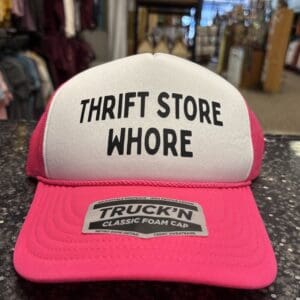 THRIFT STORE
WHORE
TRUCK'N
CLASSIC FOAM CAP